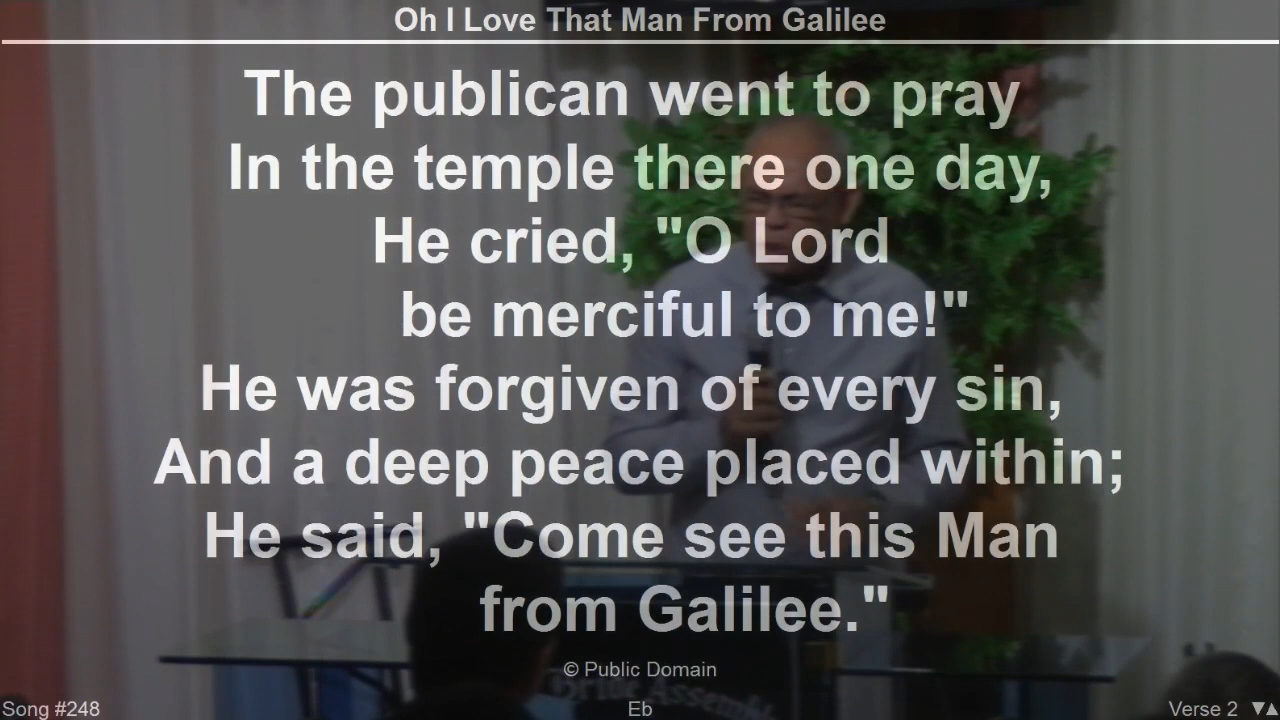 Oh I Love That Man From Galilee
The publican went to pray
In the temple there one day,
He cried, "O Lord
be merciful to me!"
He was forgiven of every sin,
And a deep peace placed within;
He said, "Come see this Man
from Galilee."
© Public Domain
Song #248
Eb
Verse 2 ▼▲